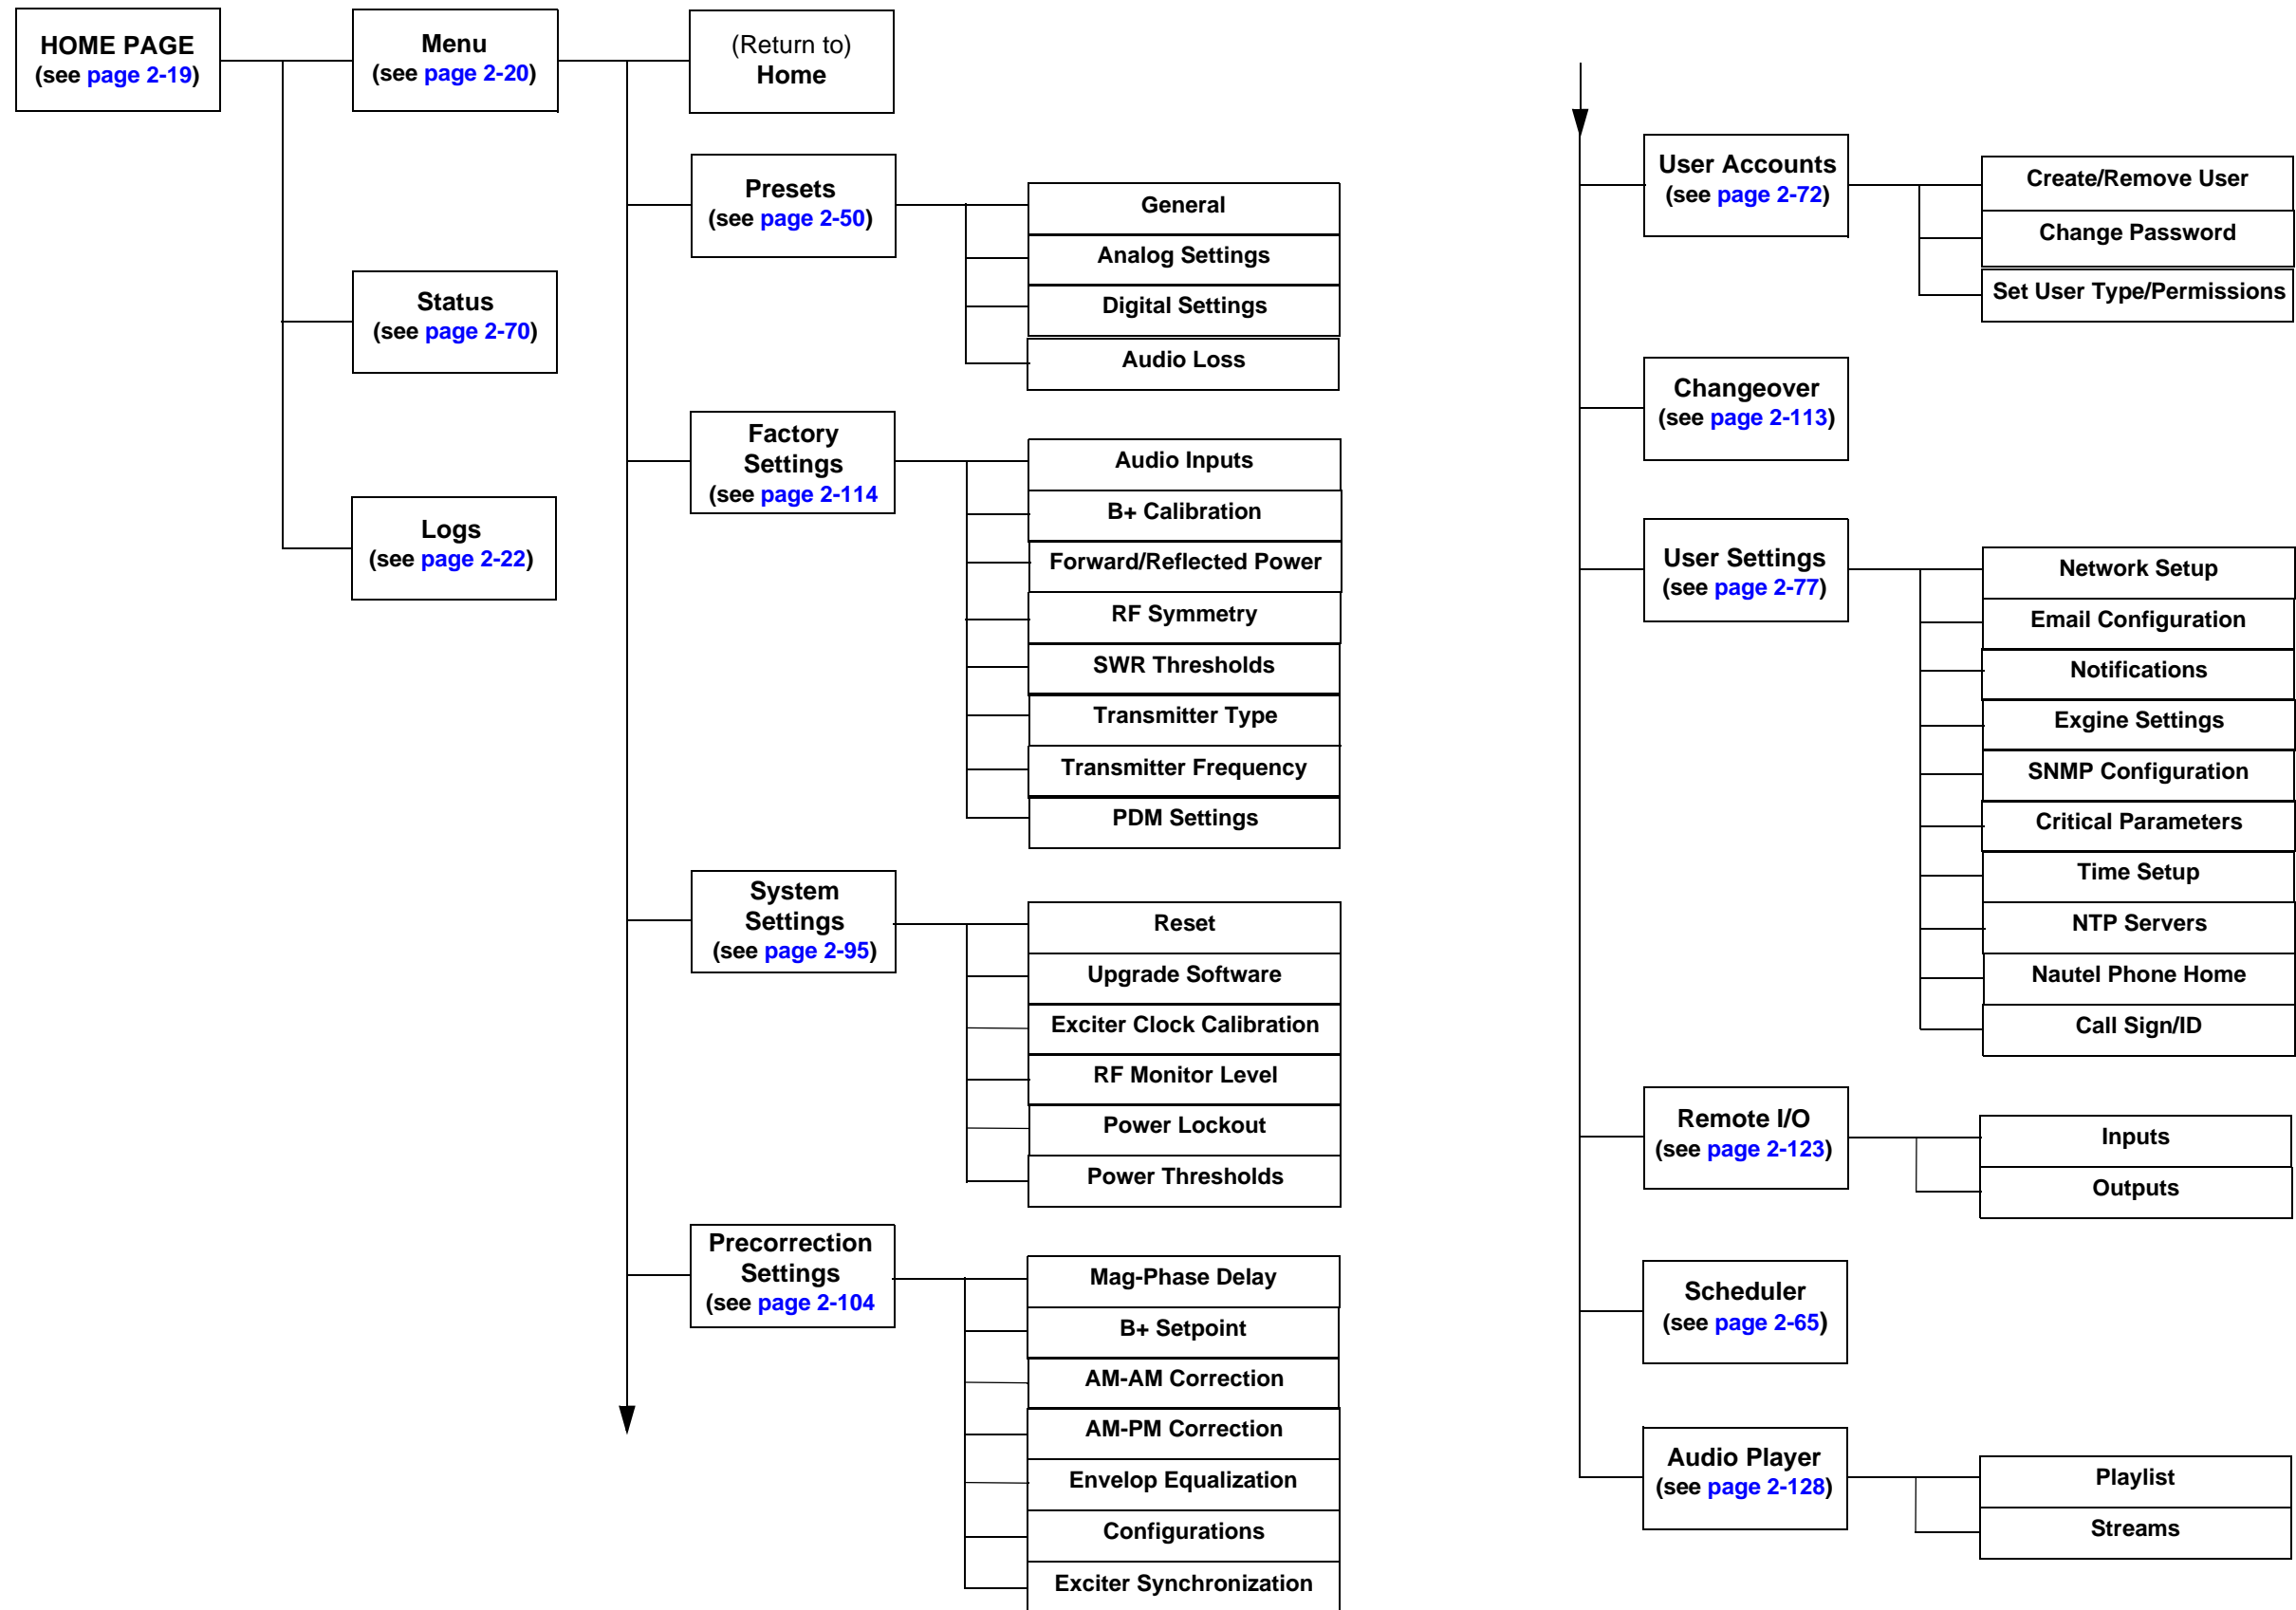 HOME PAGE
(see page 2-19)
Menu
(see page 2-20)
(Return to)
Home
Presets
(see page 2-50)
General
Analog Settings
Digital Settings
Audio Loss
Status
(see page 2-70)
Factory
Settings
(see page 2-114
Audio Inputs
B+ Calibration
Forward/Reflected Power
RF Symmetry
SWR Thresholds
Transmitter Type
Transmitter Frequency
PDM Settings
Logs
(see page 2-22)
System
Settings
(see page 2-95)
Reset
Upgrade Software
Exciter Clock Calibration
RF Monitor Level
Power Lockout
Power Thresholds
Precorrection
Settings
(see page 2-104
Mag-Phase Delay
B+ Setpoint
AM-AM Correction
AM-PM Correction
Envelop Equalization
Configurations
Exciter Synchronization
User Accounts
(see page 2-72)
Create/Remove User
Change Password
Set User Type/Permissions
Changeover
(see page 2-113)
User Settings
(see page 2-77)
Network Setup
Email Configuration
Notifications
Exgine Settings
SNMP Configuration
Critical Parameters
Time Setup
NTP Servers
Nautel Phone Home
Call Sign/ID
Remote I/O
(see page 2-123)
Inputs
Outputs
Scheduler
(see page 2-65)
Audio Player
(see page 2-128)
Playlist
Streams